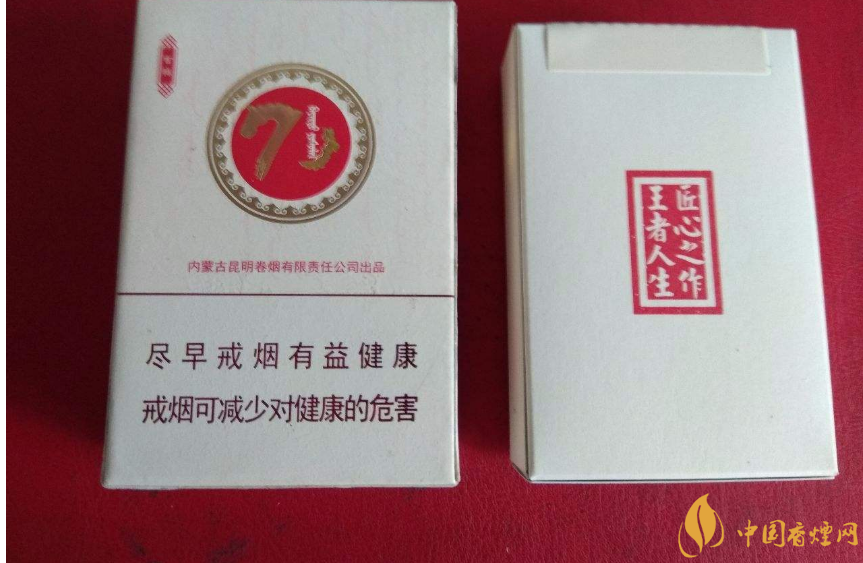 内蒙古昆明卷烟有限责任公司出品
尽早戒烟有益健康
戒烟可减少对健康的危害
匠心之作
王者人生
中国香煙网